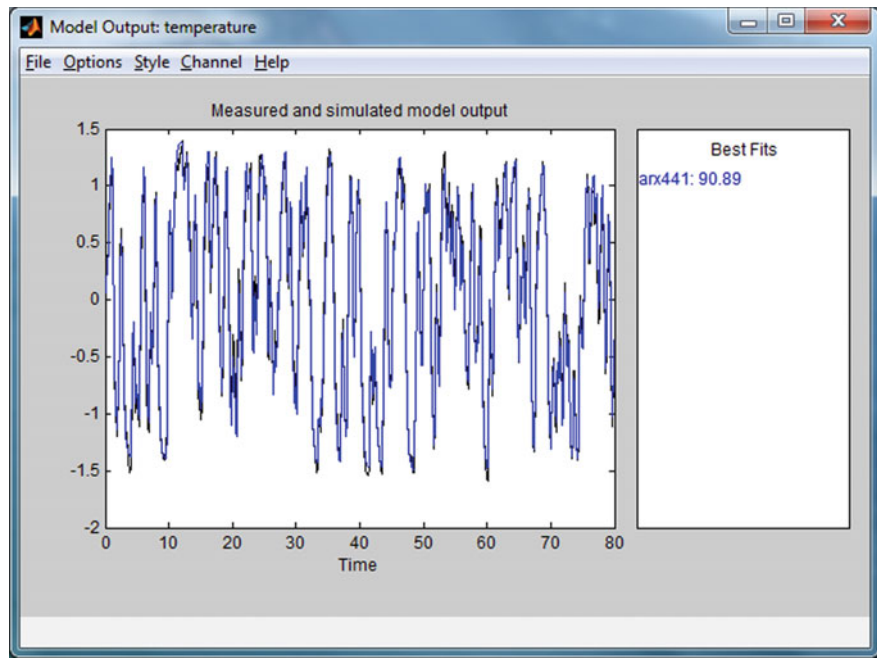 Model Output: temperature
File Options Style Channel Help
Measured and simulated model output
1.5
1
0.5
0
-0.5
-1
-1.5
-2
0 10 20 30 40 50 60 70 80
Time
Best Fits
arx441: 90.89